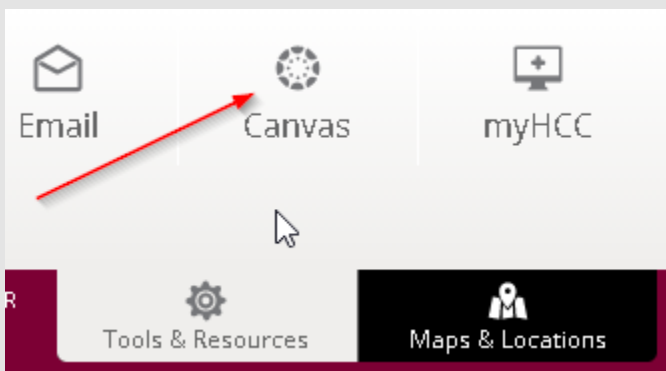 Email
Canvas
myHCC
R
Tools & Resources
Maps & Locations